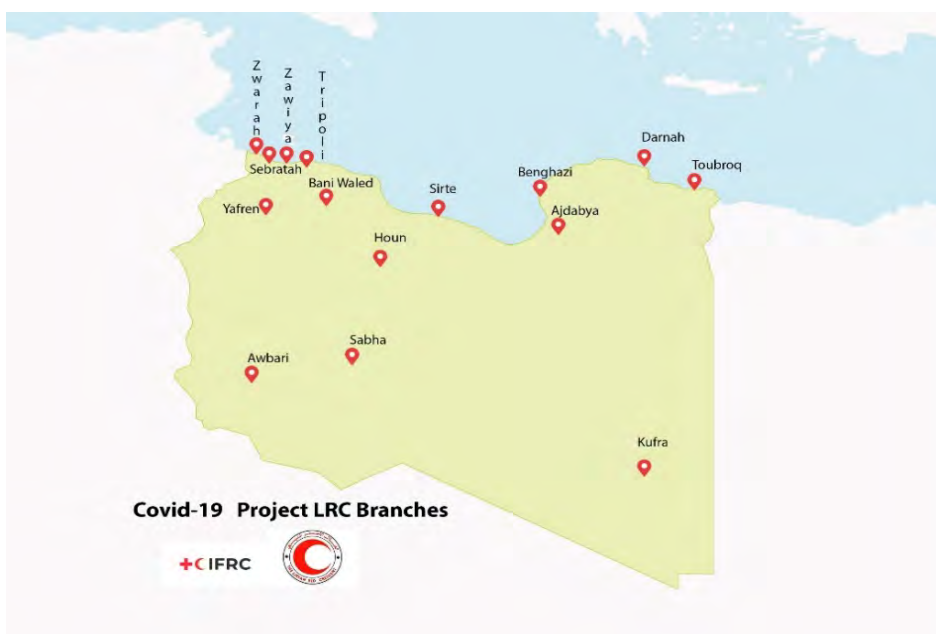 Zwarah
Zawiya
Tripoli
Darnah
Sebratah
Toubroq
Benghazi
Bani Waled
Sirte
Yafren
Ajdabya
Houn
Sabha
Awbari
Kufra
Covid-19 Project LRC Branches
IFRC